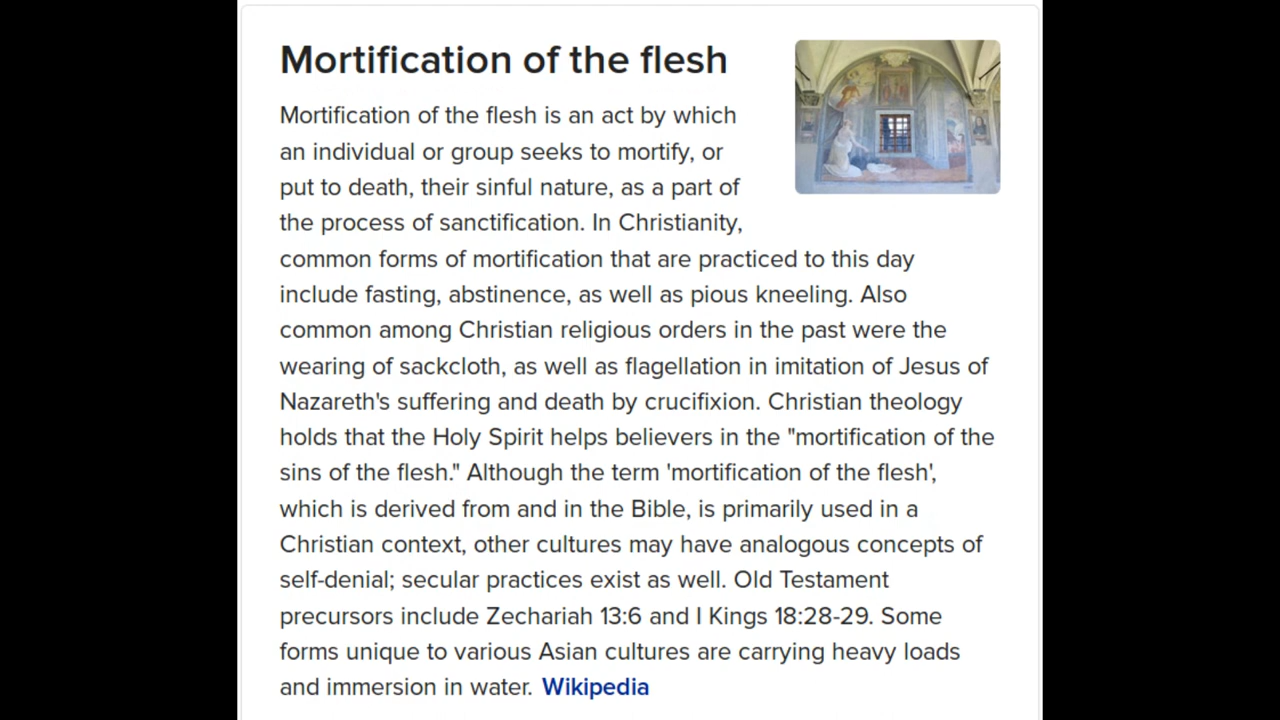 Mortification of the flesh
Mortification of the flesh is an act by which
an individual or group seeks to mortify, or
put to death, their sinful nature, as a part of
the process of sanctification. In Christianity,
common forms of mortification that are practiced to this day
include fasting, abstinence, as well as pious kneeling. Also
common among Christian religious orders in the past were the
wearing of sackcloth, as well as flagellation in imitation of Jesus of
Nazareth's suffering and death by crucifixion. Christian theology
holds that the Holy Spirit helps believers in the "mortification of the
sins of the flesh." Although the term 'mortification of the flesh',
which is derived from and in the Bible, is primarily used in a
Christian context, other cultures may have analogous concepts of
self-denial; secular practices exist as well. Old Testament
precursors include Zechariah 13:6 and I Kings 18:28-29. Some
forms unique to various Asian cultures are carrying heavy loads
and immersion in water. Wikipedia